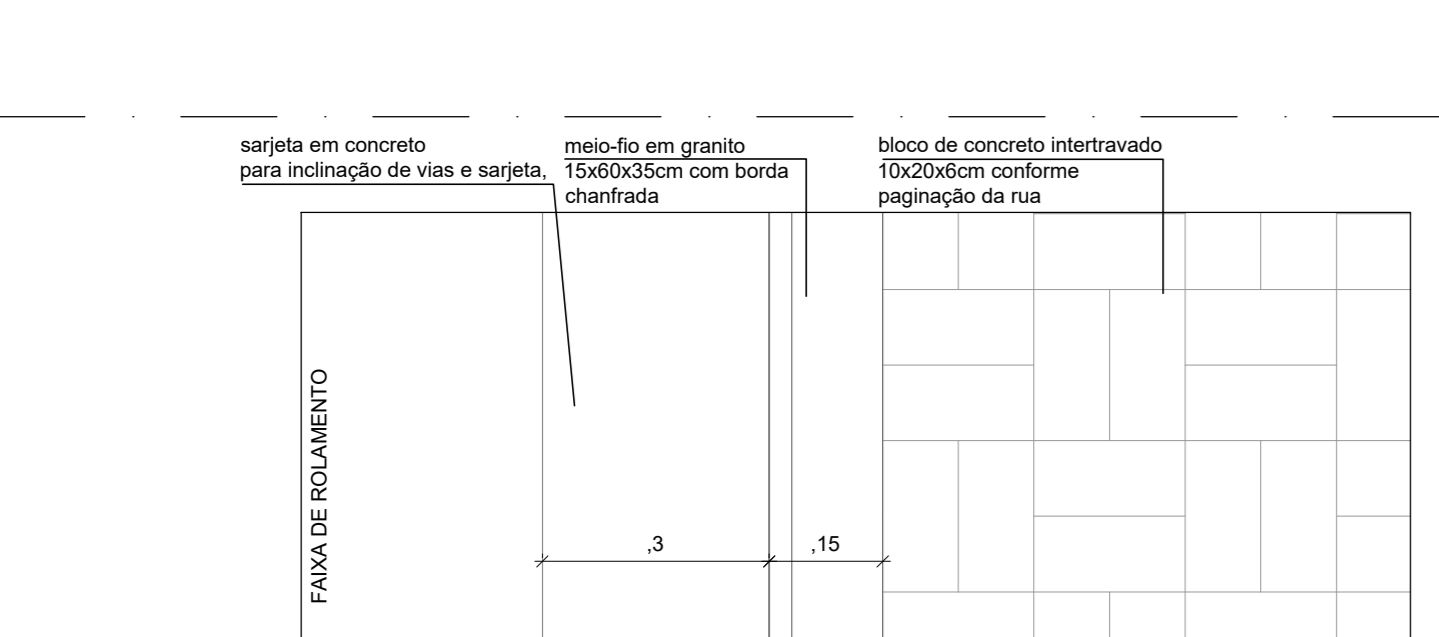 sarjeta em concreto
para inclinação de vias e sarjeta,
meio-fio em granito
15x60x35cm com borda
chanfrada
bloco de concreto intertravado
10x20x6cm conforme
paginação da rua
FAIXA DE ROLAMENTO
,3
,15